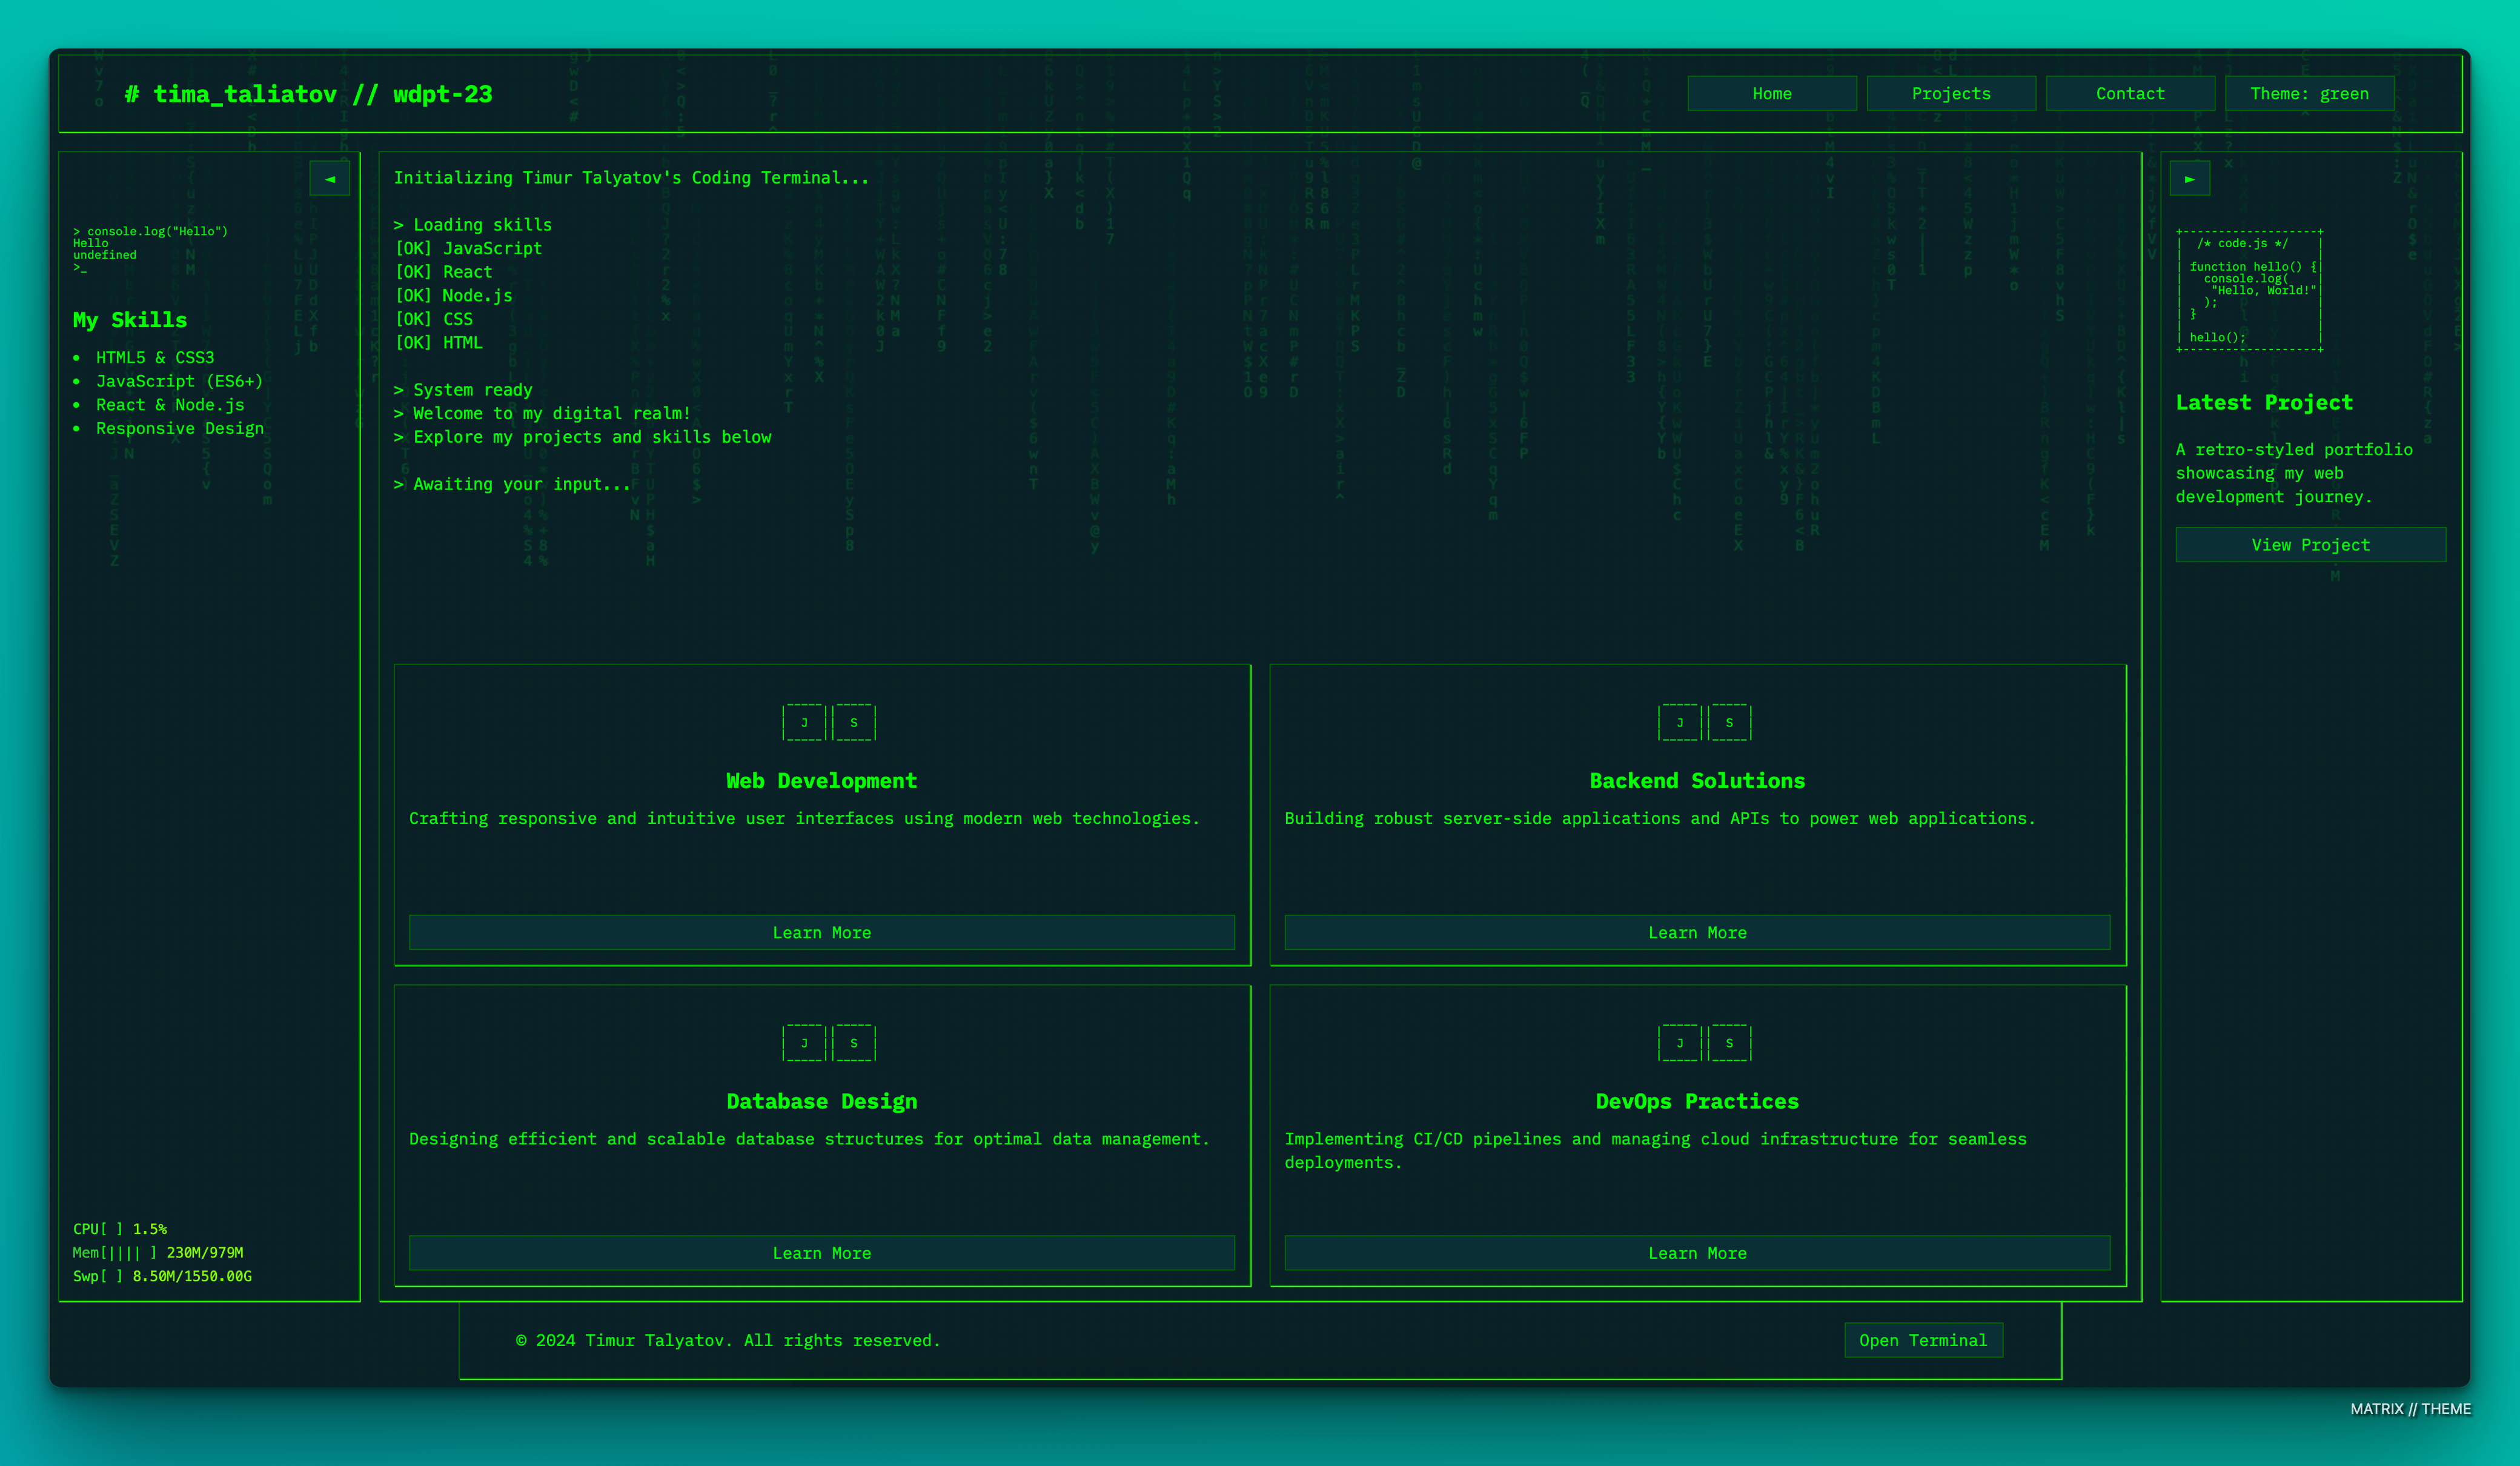 # tima_taliatov // wdpt-23
Home
Projects
Contact
Theme: green
◄
> console.log("Hello")
Hello
undefined
>_
My Skills
• HTML5 & CSS3
• JavaScript (ES6+)
• React & Node.js
• Responsive Design
CPU[ ] 1.5%
Mem[|||| ] 230M/979M
Swp[ ] 8.50M/1550.00G
Initializing Timur Talyatov's Coding Terminal...
> Loading skills
[OK] JavaScript
[OK] React
[OK] Node.js
[OK] CSS
[OK] HTML
> System ready
> Welcome to my digital realm!
> Explore my projects and skills below
> Awaiting your input...
J S
Web Development
Crafting responsive and intuitive user interfaces using modern web technologies.
Learn More
J S
Backend Solutions
Building robust server-side applications and APIs to power web applications.
Learn More
J S
Database Design
Designing efficient and scalable database structures for optimal data management.
Learn More
J S
DevOps Practices
Implementing CI/CD pipelines and managing cloud infrastructure for seamless
deployments.
Learn More
►
/* code.js */
function hello() {
console.log(
"Hello, World!"
);
}
hello();
Latest Project
A retro-styled portfolio
showcasing my web
development journey.
View Project
© 2024 Timur Talyatov. All rights reserved.
Open Terminal
MATRIX // THEME